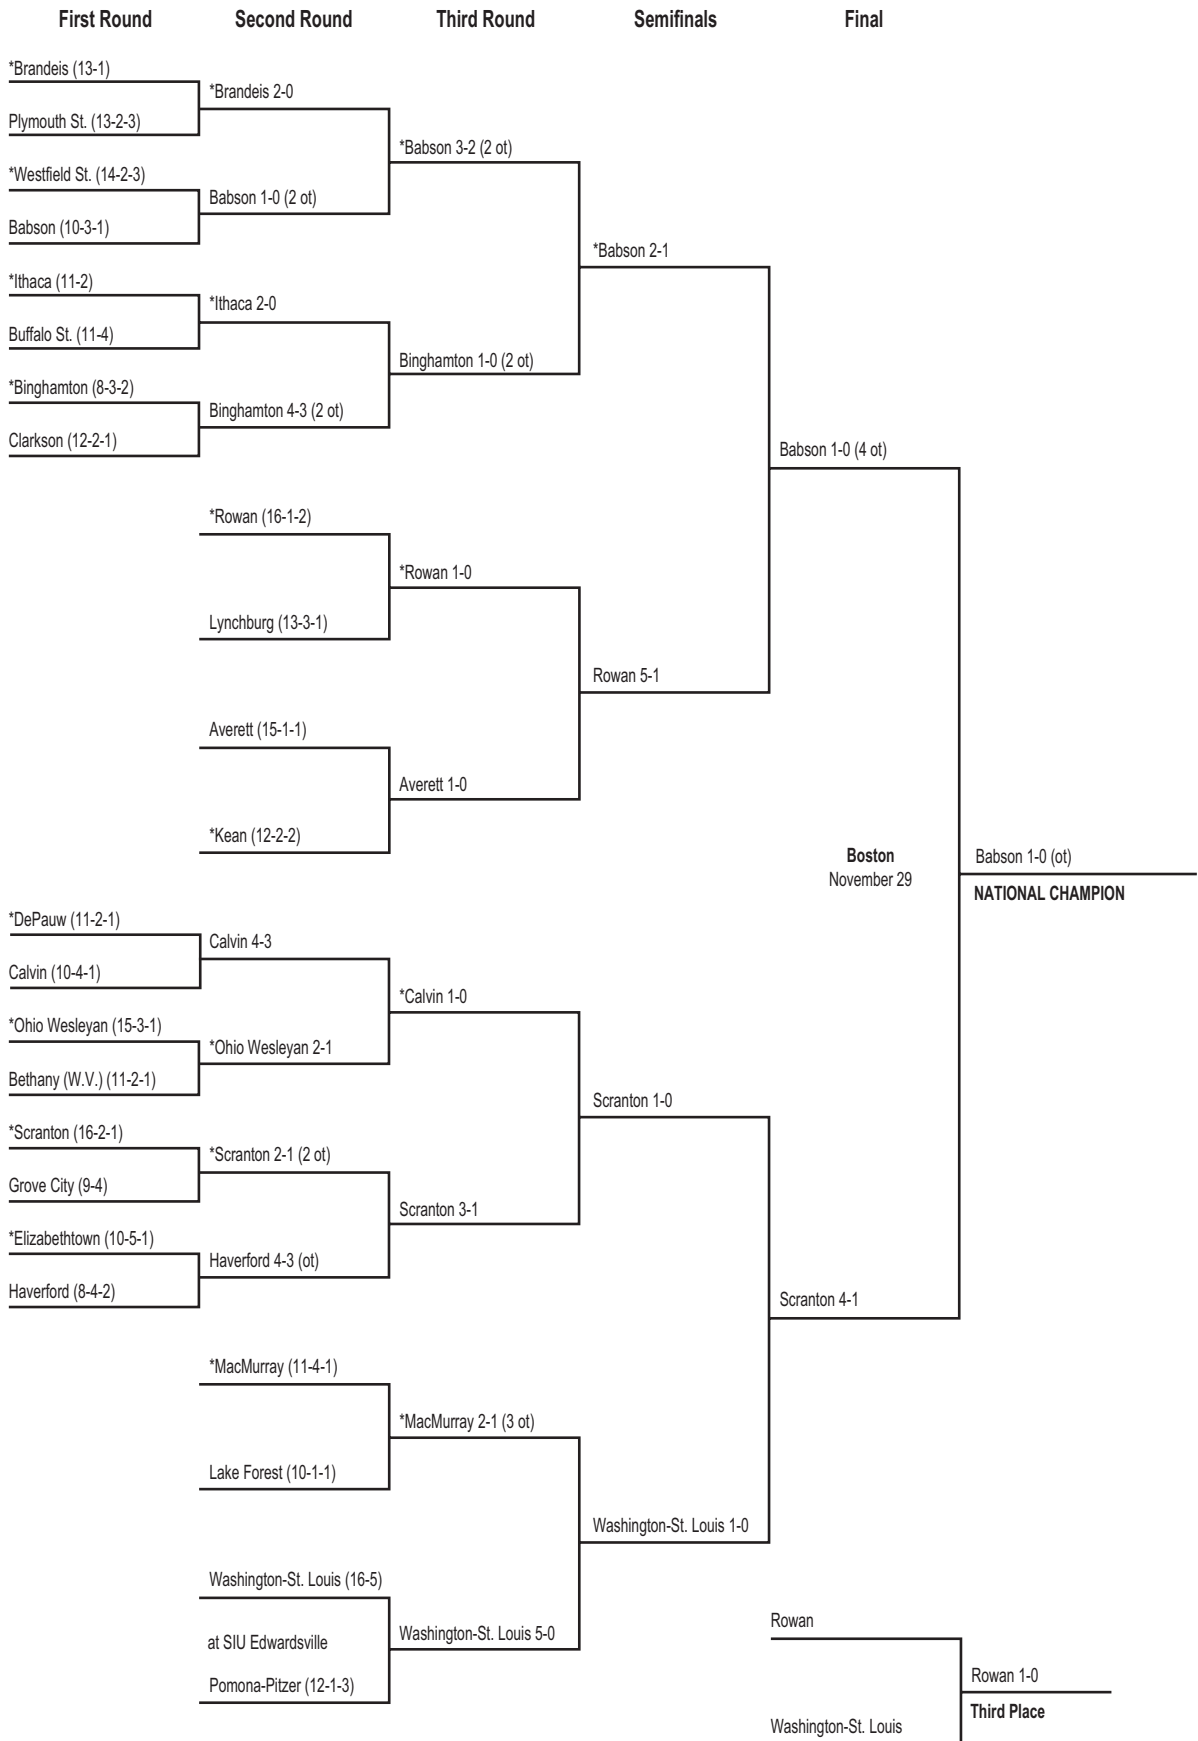 First Round
Second Round
Third Round
Semifinals
Final
*Brandeis (13-1)
Plymouth St. (13-2-3)
*Westfield St. (14-2-3)
Babson (10-3-1)
*Ithaca (11-2)
Buffalo St. (11-4)
*Binghamton (8-3-2)
Clarkson (12-2-1)
*Brandeis 2-0
Babson 1-0 (2 ot)
*Ithaca 2-0
Binghamton 4-3 (2 ot)
*Rowan (16-1-2)
Lynchburg (13-3-1)
Averett (15-1-1)
*Kean (12-2-2)
*Babson 3-2 (2 ot)
Binghamton 1-0 (2 ot)
*Rowan 1-0
Averett 1-0
*Babson 2-1
Rowan 5-1
Babson 1-0 (4 ot)
Boston
November 29
Babson 1-0 (ot)
NATIONAL CHAMPION
*DePauw (11-2-1)
Calvin (10-4-1)
*Ohio Wesleyan (15-3-1)
Bethany (W.V.) (11-2-1)
*Scranton (16-2-1)
Grove City (9-4)
*Elizabethtown (10-5-1)
Haverford (8-4-2)
Calvin 4-3
*Ohio Wesleyan 2-1
*Scranton 2-1 (2 ot)
Haverford 4-3 (ot)
*MacMurray (11-4-1)
Lake Forest (10-1-1)
Washington-St. Louis (16-5)
at SIU Edwardsville
Pomona-Pitzer (12-1-3)
*Calvin 1-0
Scranton 3-1
*MacMurray 2-1 (3 ot)
Washington-St. Louis 5-0
Scranton 1-0
Washington-St. Louis 1-0
Scranton 4-1
Rowan
Washington-St. Louis
Rowan 1-0
Third Place